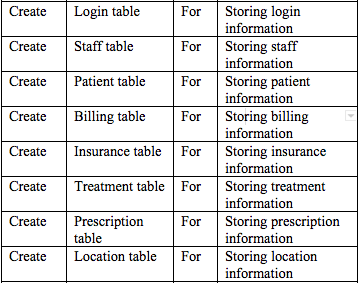 Create Login table For Storing login
information
Create Staff table For Storing staff
information
Create Patient table For Storing patient
information
Create Billing table For Storing billing
information
Create Insurance table For Storing insurance
information
Create Treatment table For Storing treatment
information
Create Prescription For Storing prescription
table information
Create Location table For Storing location
information